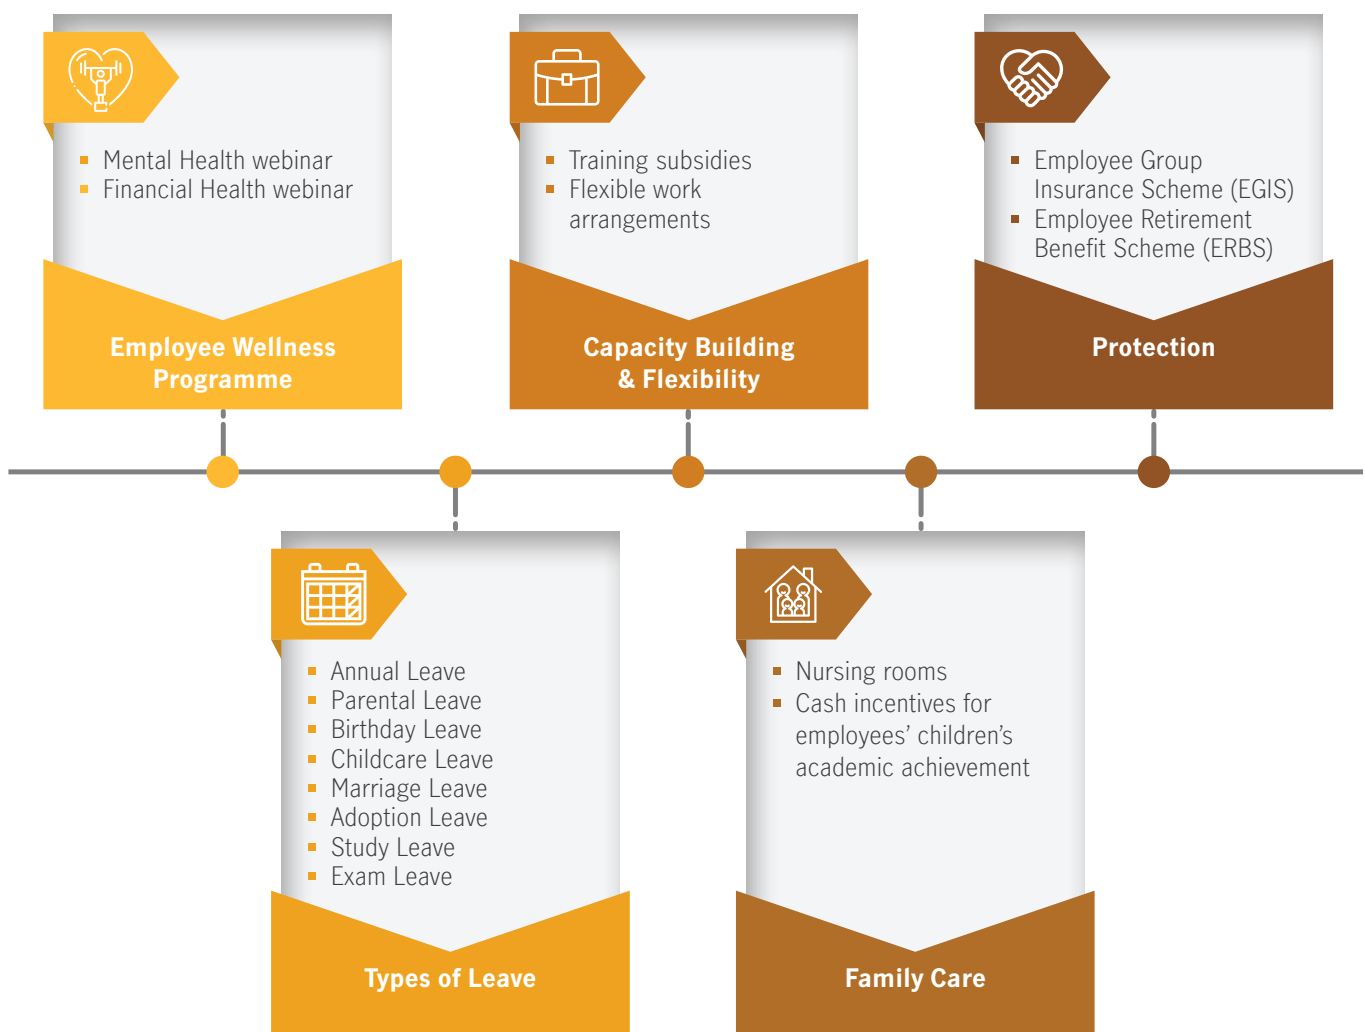 Mental Health webinar
Financial Health webinar
Employee Wellness
Programme
Training subsidies
Flexible work
arrangements
Capacity Building
& Flexibility
Employee Group
Insurance Scheme (EGIS)
Employee Retirement
Benefit Scheme (ERBS)
Protection
Annual Leave
Parental Leave
Birthday Leave
Childcare Leave
Marriage Leave
Adoption Leave
Study Leave
Exam Leave
Types of Leave
Nursing rooms
Cash incentives for
employees’ children’s
academic achievement
Family Care